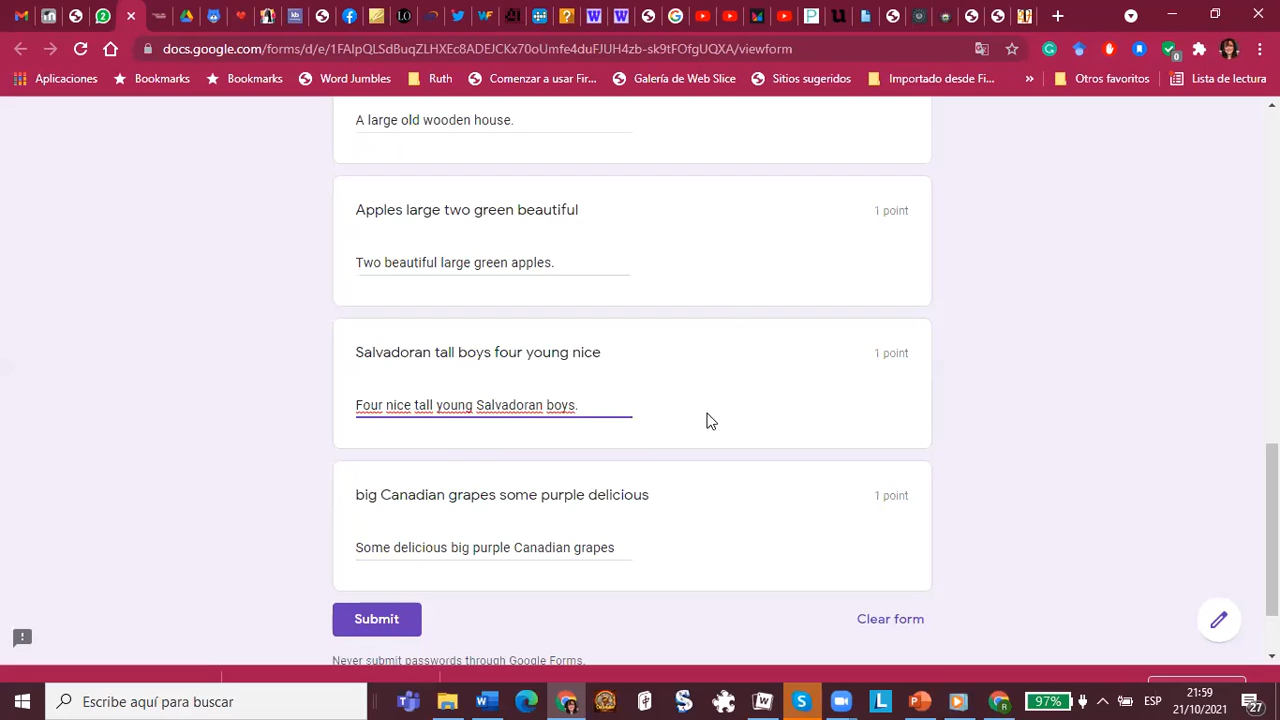 docs.google.com/forms/d/e/1FAIpQLSdBuqZLHXEc8ADEJCKx70oUmfe4duFJUH4zb-sk9tFOfgUQXA/viewform
Aplicaciones Bookmarks Bookmarks Word Jumbles Ruth Comenzar a usar Fir... Galería de Web Slice Sitios sugeridos Importado desde Fi... » Otros favoritos Lista de lectura
A large old wooden house.
Apples large two green beautiful 1 point
Two beautiful large green apples.
Salvadoran tall boys four young nice 1 point
Four nice tall young Salvadoran boys.
big Canadian grapes some purple delicious 1 point
Some delicious big purple Canadian grapes
Submit Clear form
Never submit passwords through Google Forms.
Escribe aquí para buscar 97% ESP 21:59
21/10/2021 27